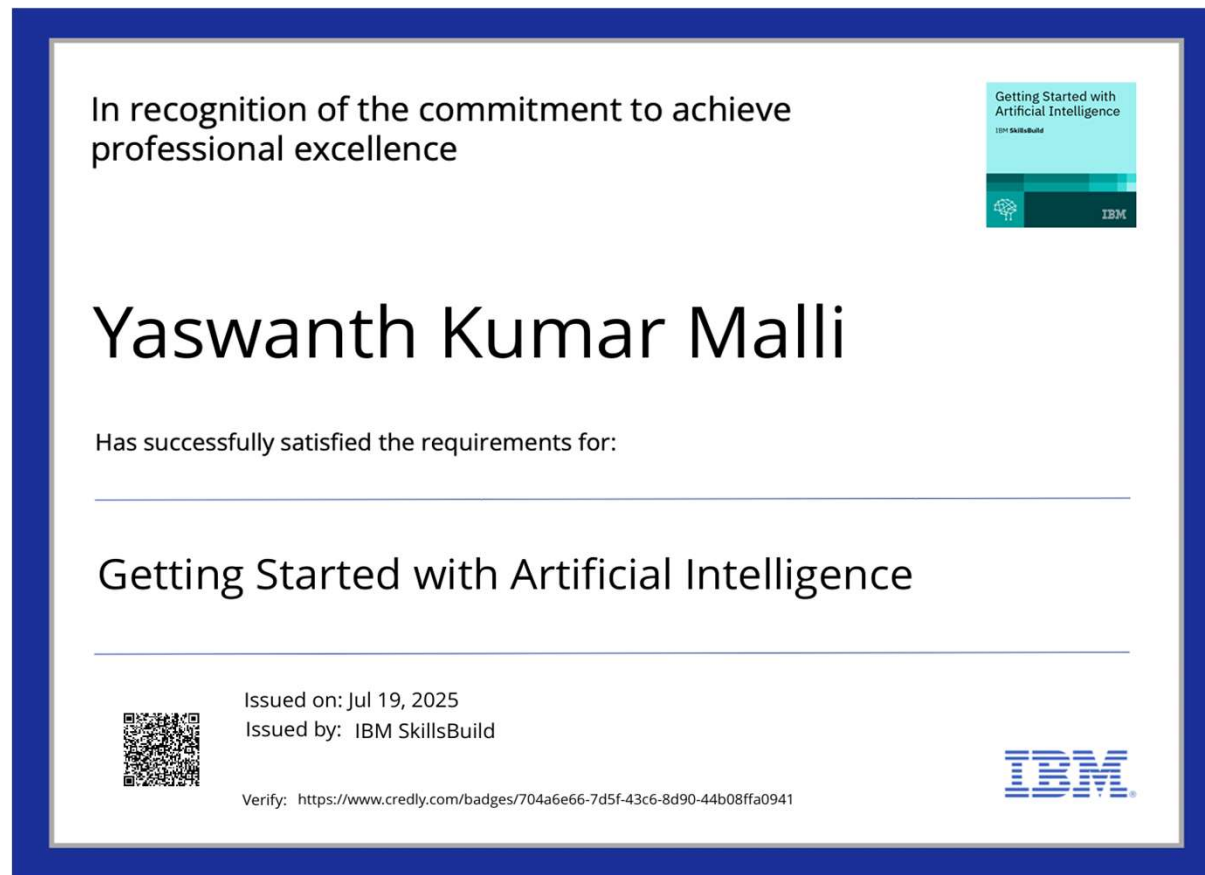 In recognition of the commitment to achieve
professional excellence
Getting Started with
Artificial Intelligence
IBM SkillsBuild
IBM
Yaswanth Kumar Malli
Has successfully satisfied the requirements for:
Getting Started with Artificial Intelligence
Issued on: Jul 19, 2025
Issued by: IBM SkillsBuild
Verify: https://www.credly.com/badges/704a6e66-7d5f-43c6-8d90-44b08ffa0941
IBM®